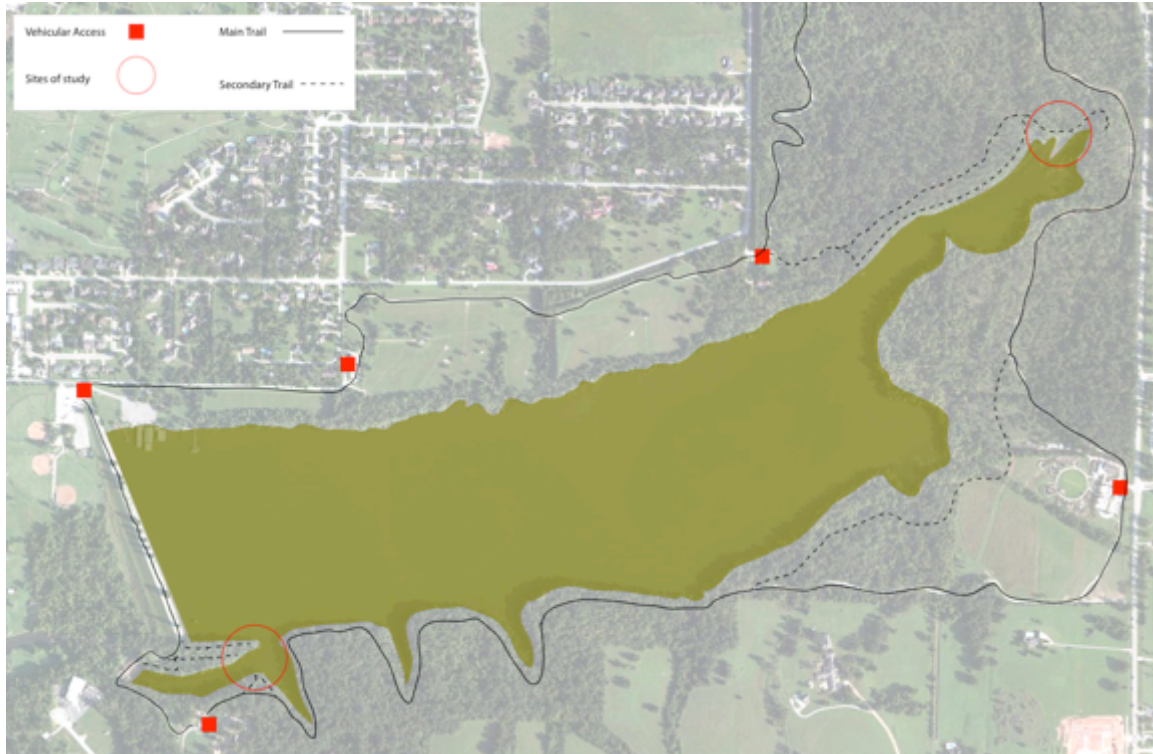 Vehicular Access
Main Trail
Sites of study
Secondary Trail